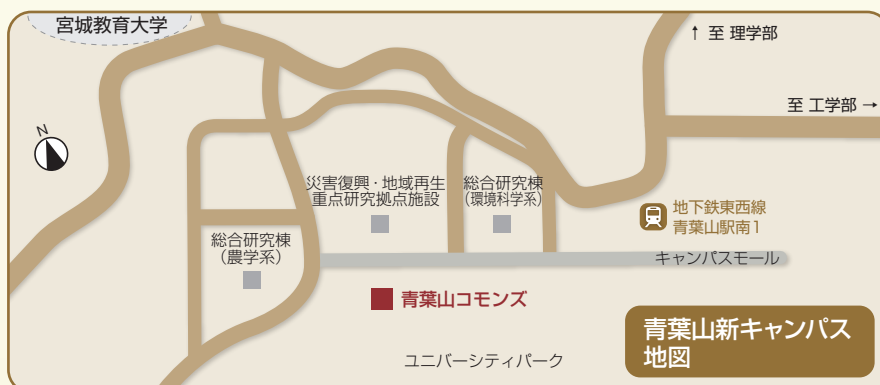 宮城教育大学
↑ 至 理学部
至 工学部 →
N
災害復興・地域再生
重点研究拠点施設
総合研究棟
（環境科学系）
地下鉄東西線
青葉山駅南1
総合研究棟
（農学系）
キャンパスモール
青葉山コモンズ
青葉山新キャンパス
地図
ユニバーシティパーク